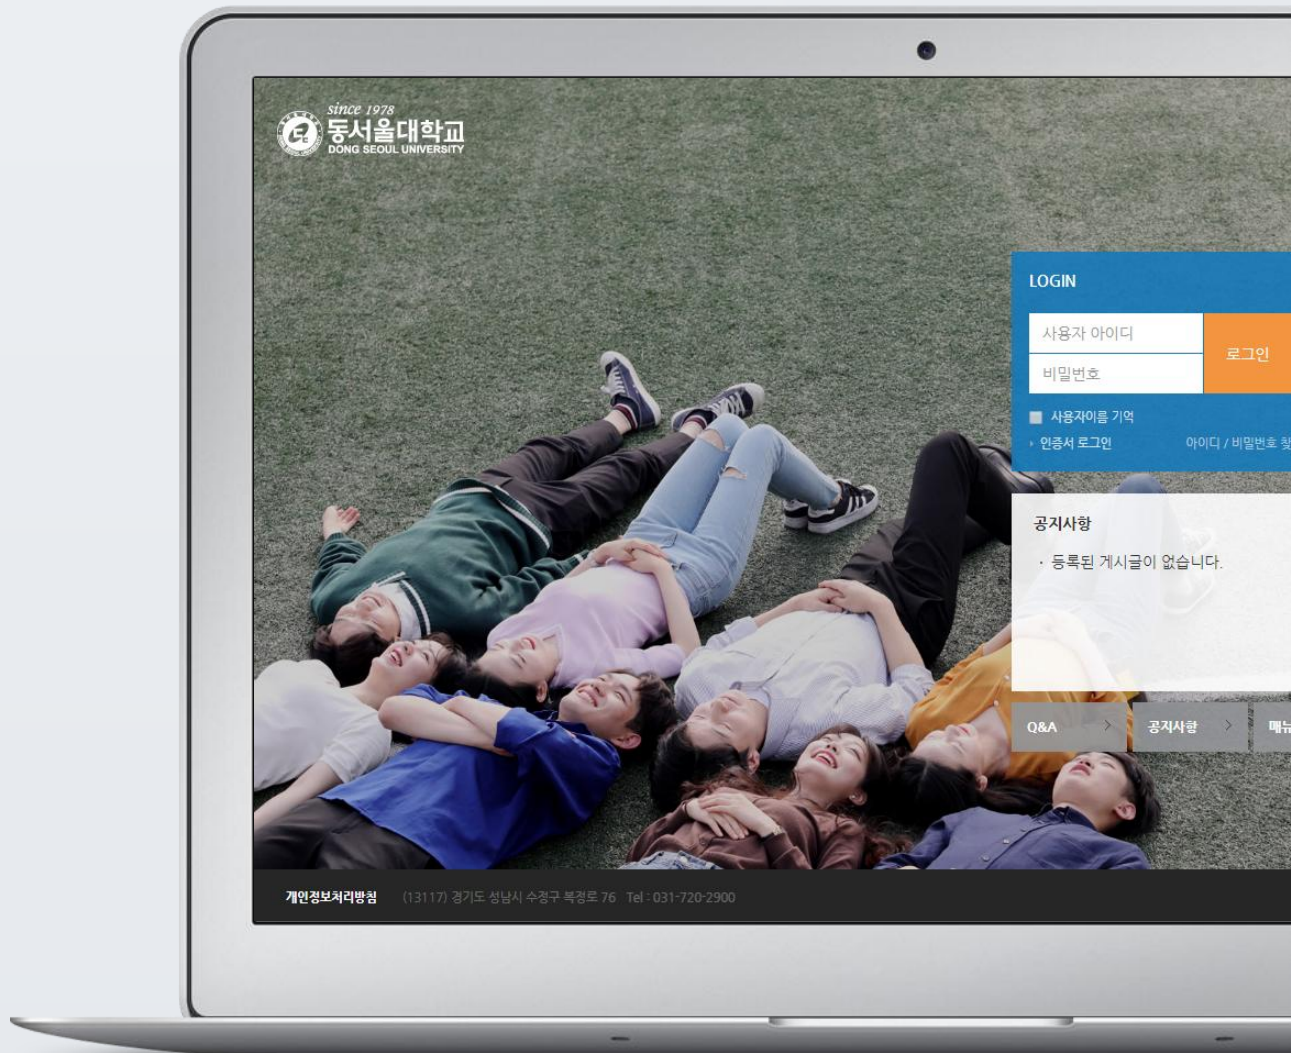 since 1978
동서울대학교
DONG SEOUL UNIVERSITY
LOGIN
사용자 아이디
비밀번호
로그인
사용자이름 기억
인증서 로그인
아이디 / 비밀번호 찾
공지사항
· 등록된 게시글이 없습니다.
Q&A
공지사항
매뉴
개인정보처리방침
(13117) 경기도 성남시 수정구 복정로 76 Tel : 031-720-2900